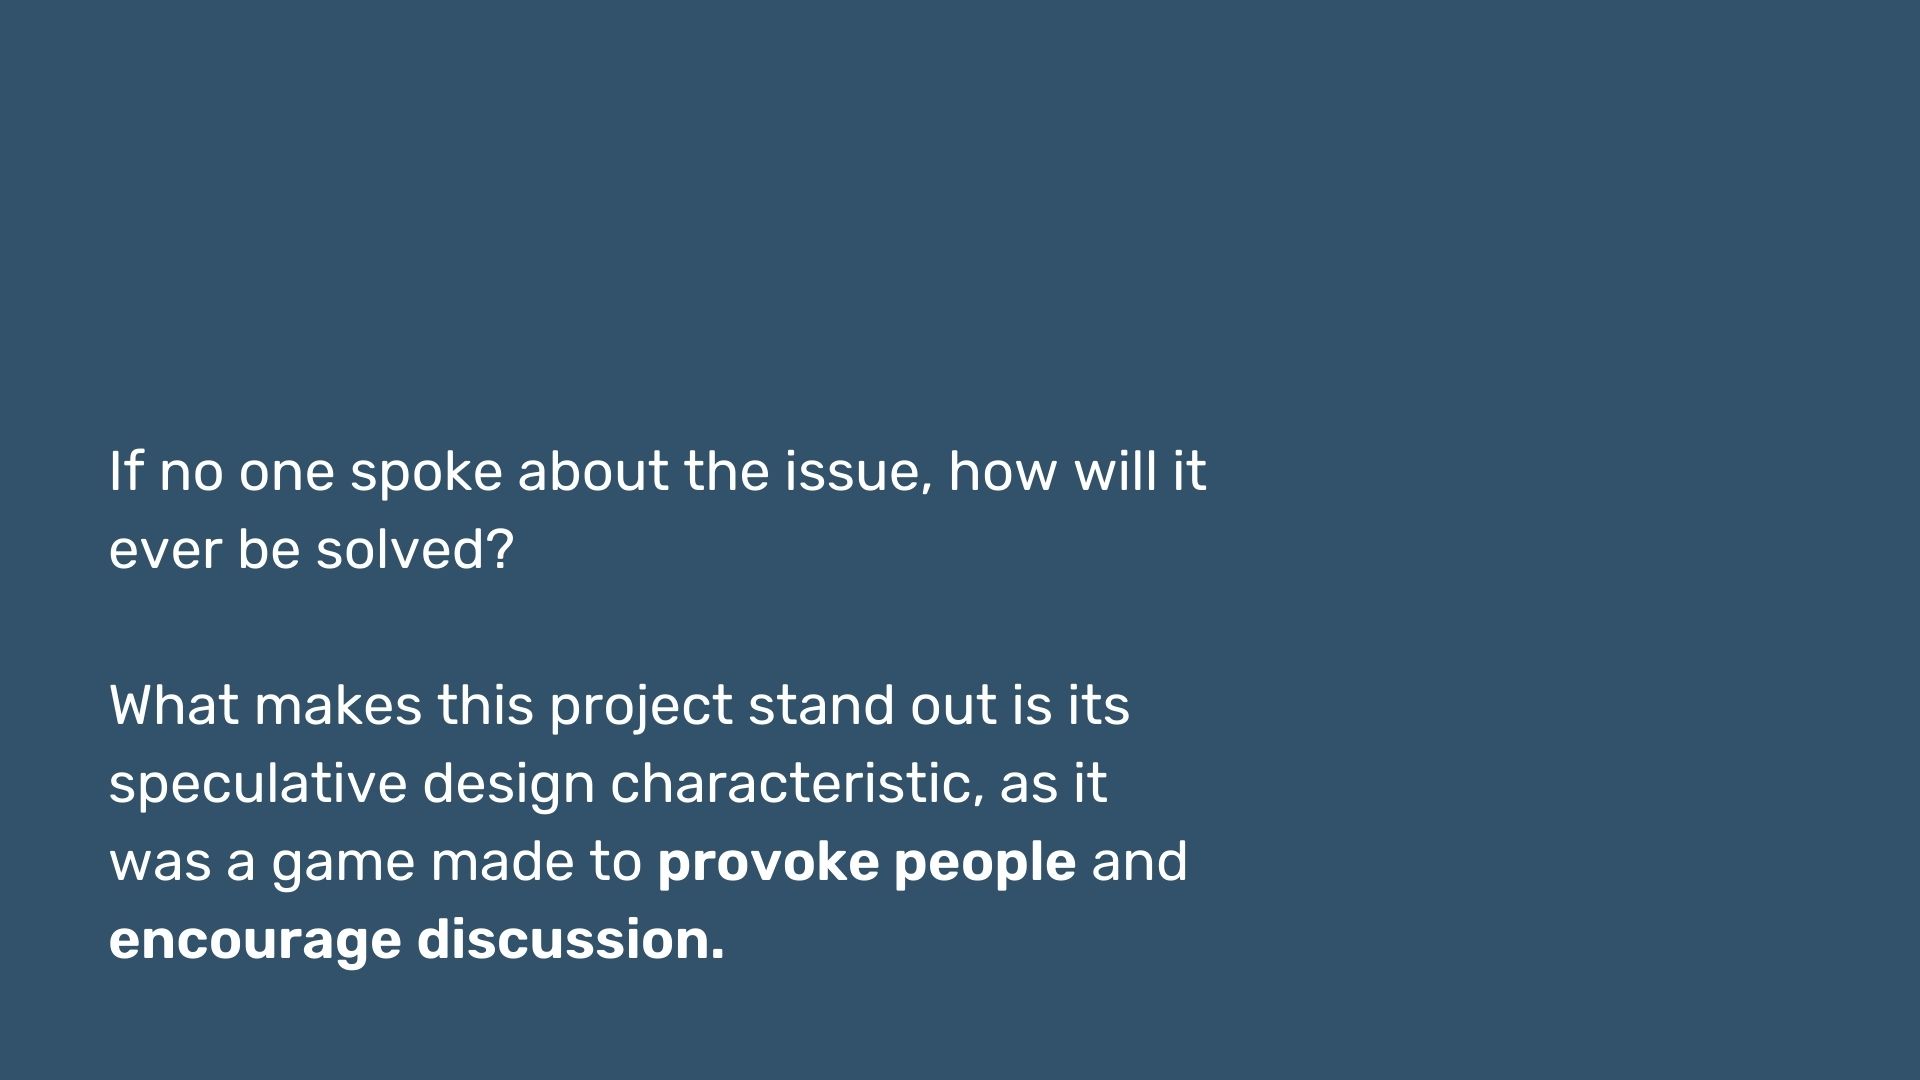 If no one spoke about the issue, how will it
ever be solved?
What makes this project stand out is its
speculative design characteristic, as it
was a game made to provoke people and
encourage discussion.